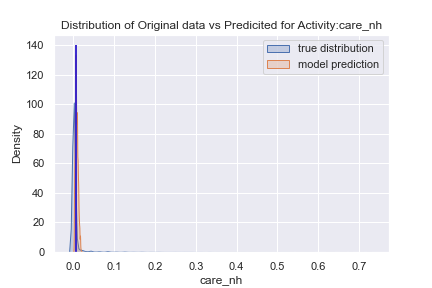 Distribution of Original data vs Predicited for Activity:care_nh
true distribution
model prediction
140
120
100
80
60
40
20
0
Density
0.0 0.1 0.2 0.3 0.4 0.5 0.6 0.7
care_nh